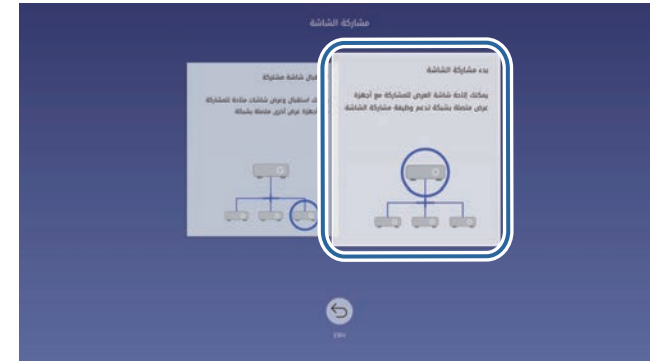 مشاركة الشاشة
بدء مشاركة الشاشة
يمكنك إتاحة شاشة العرض للمشاركة مع أجهزة
عرض متصلة بشبكة تدعم وظيفة مشاركة الشاشة
شاشة مشتركة
استقبال وعرض شاشات متاحة للمشاركة
أجهزة عرض أخرى متصلة بشبكة